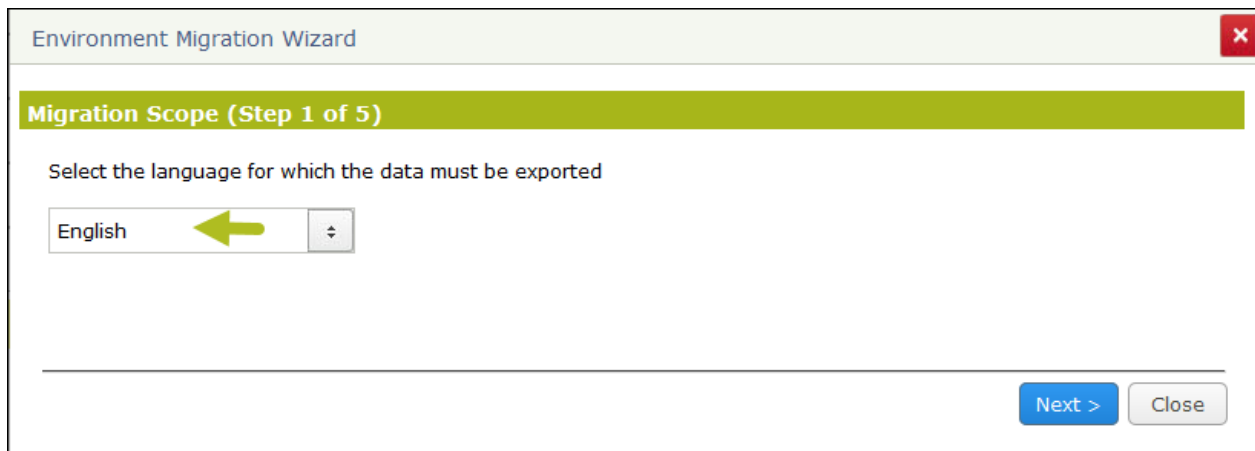 Environment Migration Wizard
Migration Scope (Step 1 of 5)
Select the language for which the data must be exported
English
Next >
Close